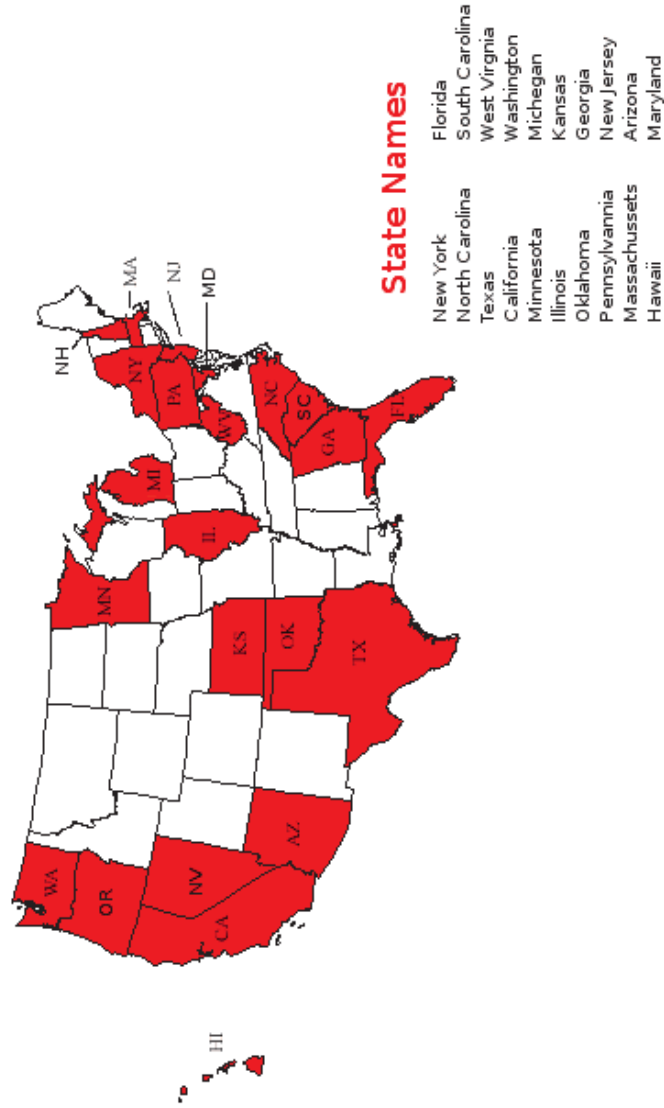 WA
OR
NV
CA
AZ
HI
MN
KS
OK
TX
MI
IL
NH
MA
NY
NJ
PA
MD
WV
NC
SC
GA
FL
State Names
New York
North Carolina
Texas
California
Minnesota
Illinois
Oklahoma
Pennsylvannia
Massachussets
Hawaii
Florida
South Carolina
West Virgnia
Washington
Michegan
Kansas
Georgia
New Jersey
Arizona
Maryland